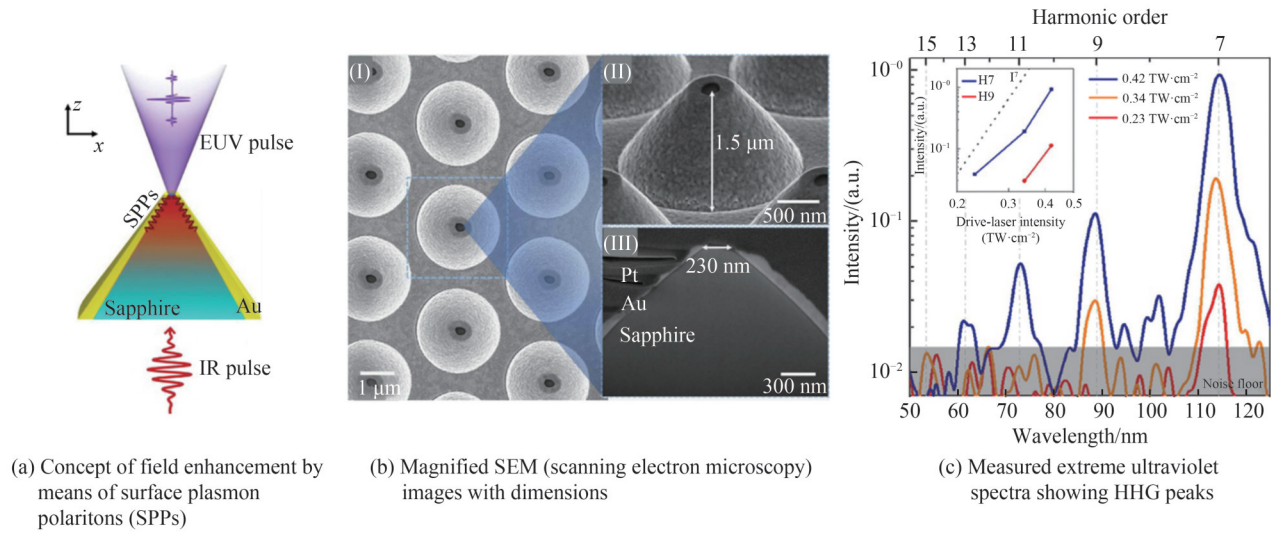 z
x
EUV pulse
SPPs
Sapphire
Au
IR pulse
(I)
1 μm
(II)
1.5 μm
500 nm
(III)
230 nm
Pt
Au
Sapphire
300 nm
Harmonic order
15 13 11 9 7
10⁻⁰
10⁻¹
10⁻²
Intensity/(a.u.)
H7
H9
I⁷
10⁻⁰
10⁻¹
Intensity/(a.u.)
0.2 0.3 0.4
Drive-laser intensity
(TW·cm⁻²)
0.42 TW·cm⁻²
0.34 TW·cm⁻²
0.23 TW·cm⁻²
Noise floor
50 60 70 80 90 100 110 120
Wavelength/nm
(a) Concept of field enhancement by
means of surface plasmon
polaritons (SPPs)
(b) Magnified SEM (scanning electron microscopy)
images with dimensions
(c) Measured extreme ultraviolet
spectra showing HHG peaks